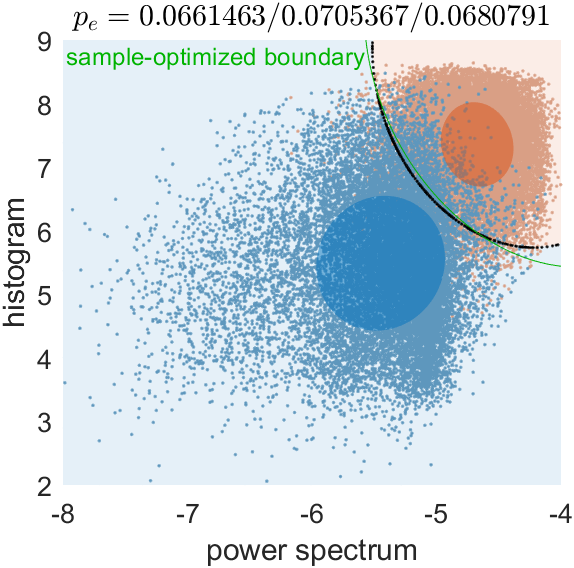 p_e = 0.0661463/0.0705367/0.0680791
sample-optimized boundary
9
8
7
6
5
4
3
2
histogram
-8 -7 -6 -5 -4
power spectrum